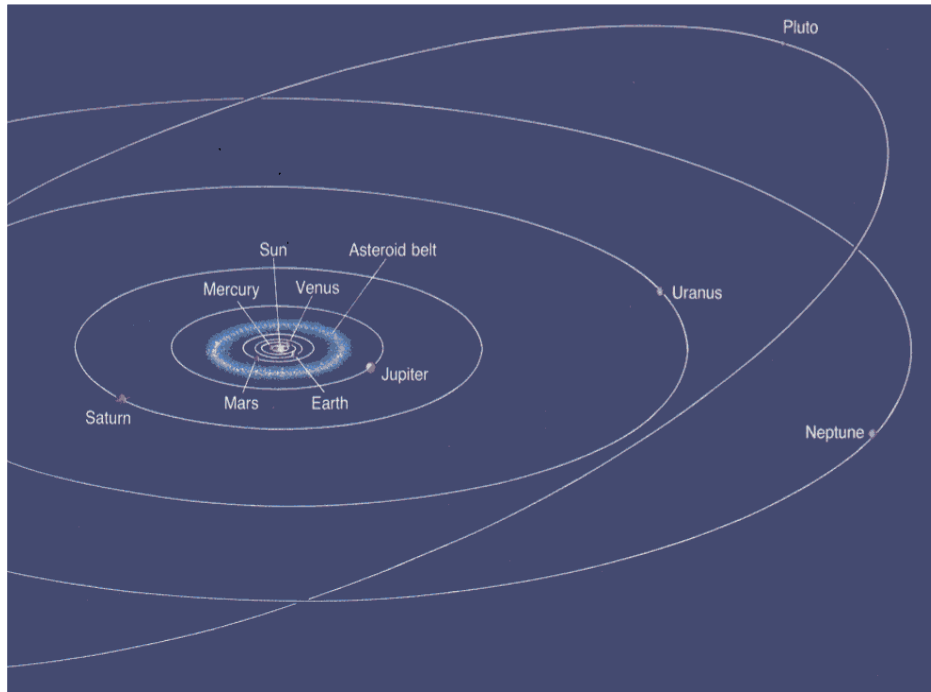 Pluto
Sun
Asteroid belt
Mercury
Venus
Uranus
Jupiter
Mars
Earth
Saturn
Neptune